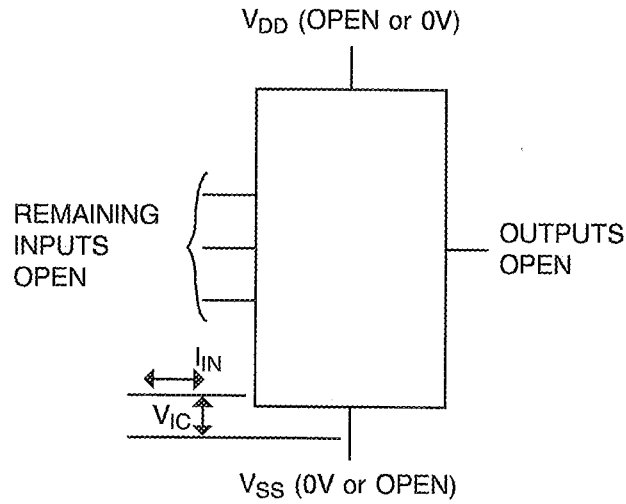 V_DD (OPEN or 0V)
REMAINING
INPUTS
OPEN
OUTPUTS
OPEN
I_IN
V_IC
V_SS (0V or OPEN)